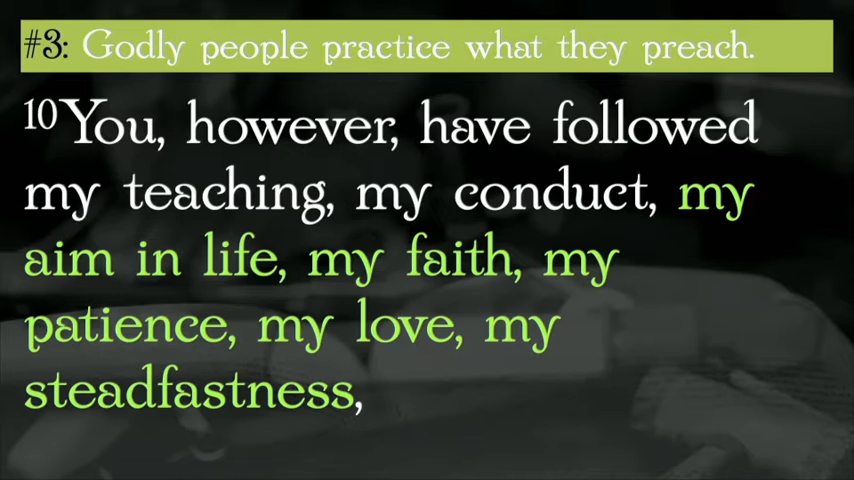 #3: Godly people practice what they preach.
10You, however, have followed
my teaching, my conduct, my
aim in life, my faith, my
patience, my love, my
steadfastness,